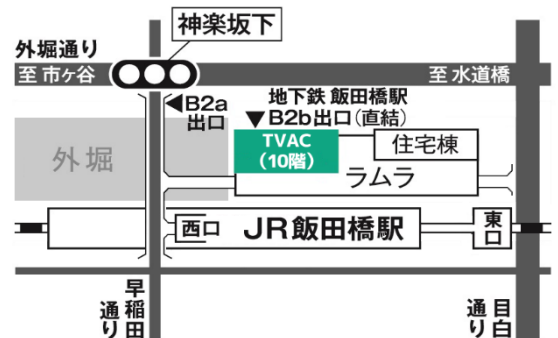 神楽坂下
外堀通り
至 市ヶ谷
至 水道橋
◀B2a
出口
地下鉄 飯田橋駅
▼B2b出口(直結)
TVAC
(10階)
住宅棟
外堀
ラムラ
西口
JR飯田橋駅
東口
早稲田通り
目白通り